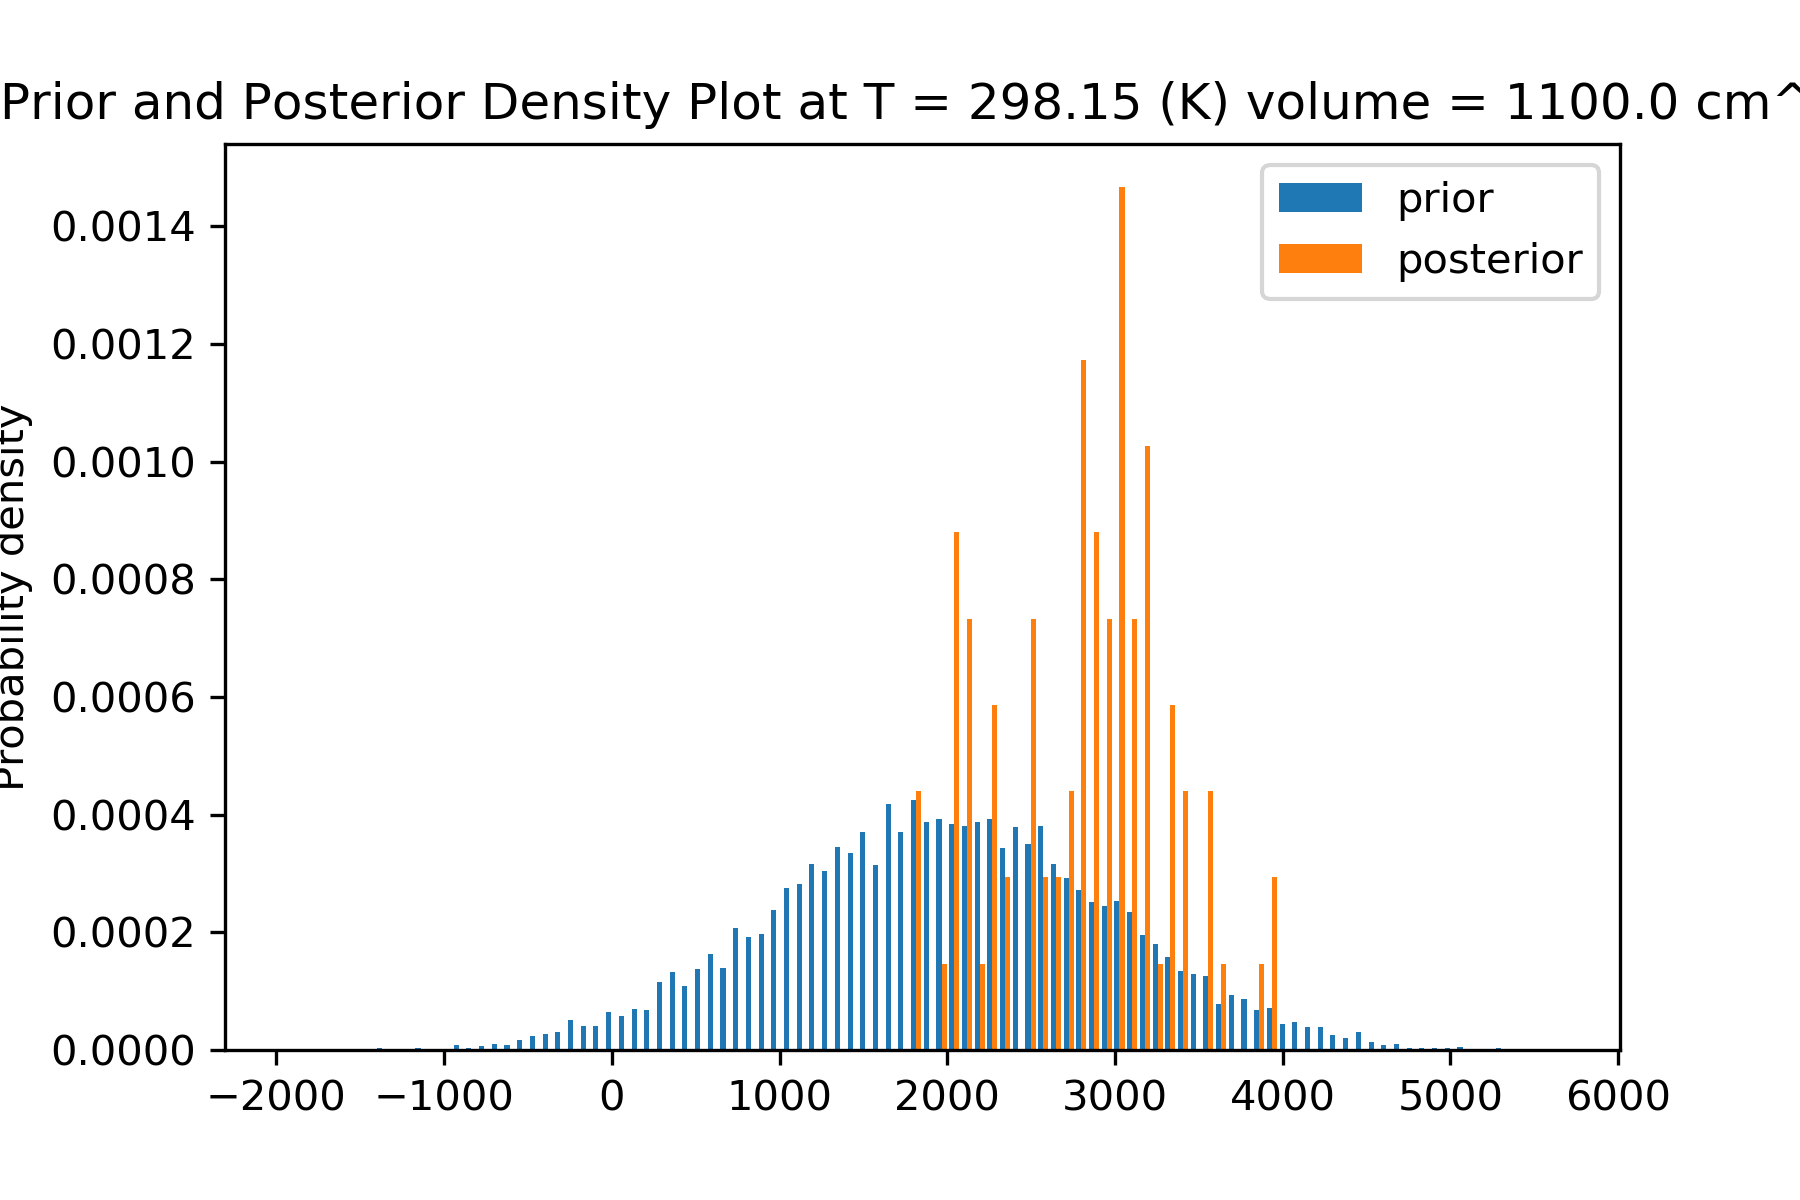 Prior and Posterior Density Plot at T = 298.15 (K) volume = 1100.0 cm^
prior
posterior
Probability density
0.0014
0.0012
0.0010
0.0008
0.0006
0.0004
0.0002
0.0000
−2000 −1000 0 1000 2000 3000 4000 5000 6000